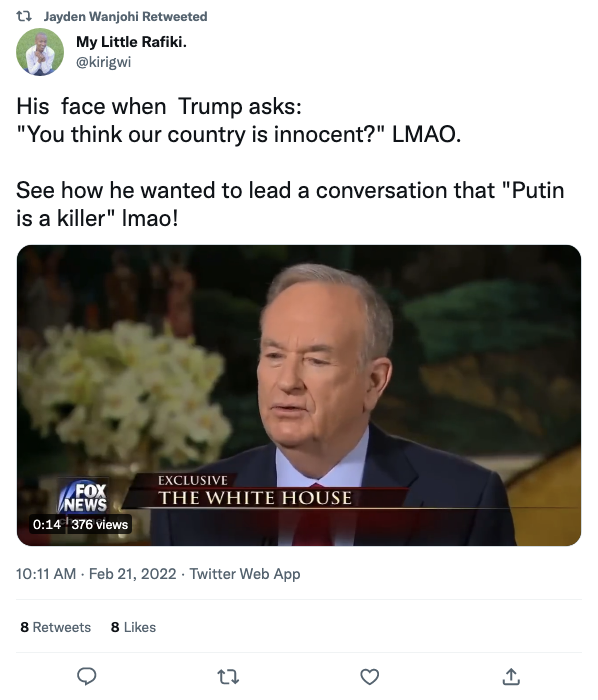 Jayden Wanjohi Retweeted
My Little Rafiki.
@kirigwi
His  face when  Trump asks:
"You think our country is innocent?" LMAO.
See how he wanted to lead a conversation that "Putin
is a killer" lmao!
EXCLUSIVE
THE WHITE HOUSE
FOX
NEWS
0:14 376 views
10:11 AM · Feb 21, 2022 · Twitter Web App
8 Retweets 8 Likes